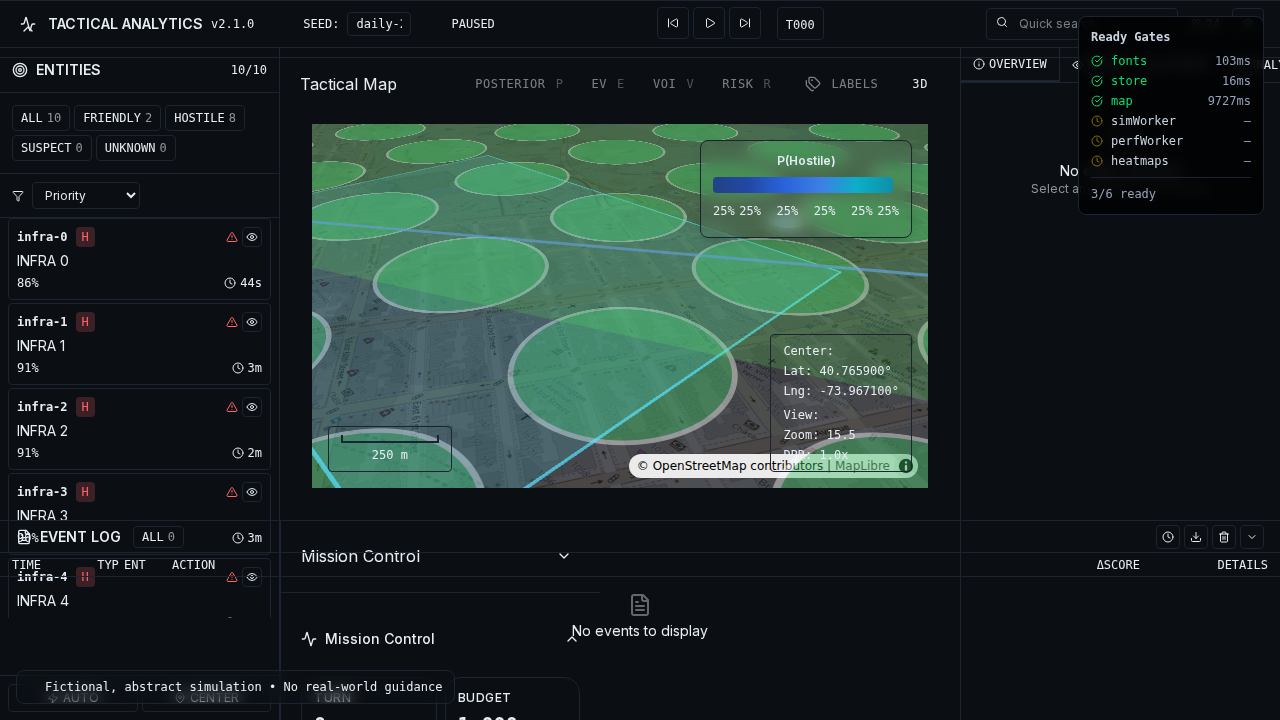 TACTICAL ANALYTICS v2.1.0
SEED: daily-
PAUSED
T000
Quick sea
ENTITIES 10/10
ALL 10 FRIENDLY 2 HOSTILE 8
SUSPECT 0 UNKNOWN 0
Priority
infra-0 H
INFRA 0
86% 44s
infra-1 H
INFRA 1
91% 3m
infra-2 H
INFRA 2
91% 2m
infra-3 H
INFRA 3
3m
infra-4 H
INFRA 4
AUTO CENTER
Tactical Map
POSTERIOR P EV E VOI V RISK R LABELS 3D
P(Hostile)
25% 25% 25% 25% 25% 25%
Center:
Lat: 40.765900°
Lng: -73.967100°
View:
Zoom: 15.5
DPR: 1.0x
250 m
© OpenStreetMap contributors | MapLibre
OVERVIEW
No
Select a
Ready Gates
fonts 103ms
store 16ms
map 9727ms
simWorker —
perfWorker —
heatmaps —
3/6 ready
EVENT LOG ALL 0
TIME TYP ENT ACTION ΔSCORE DETAILS
Mission Control
No events to display
Mission Control
TURN BUDGET
Fictional, abstract simulation • No real-world guidance